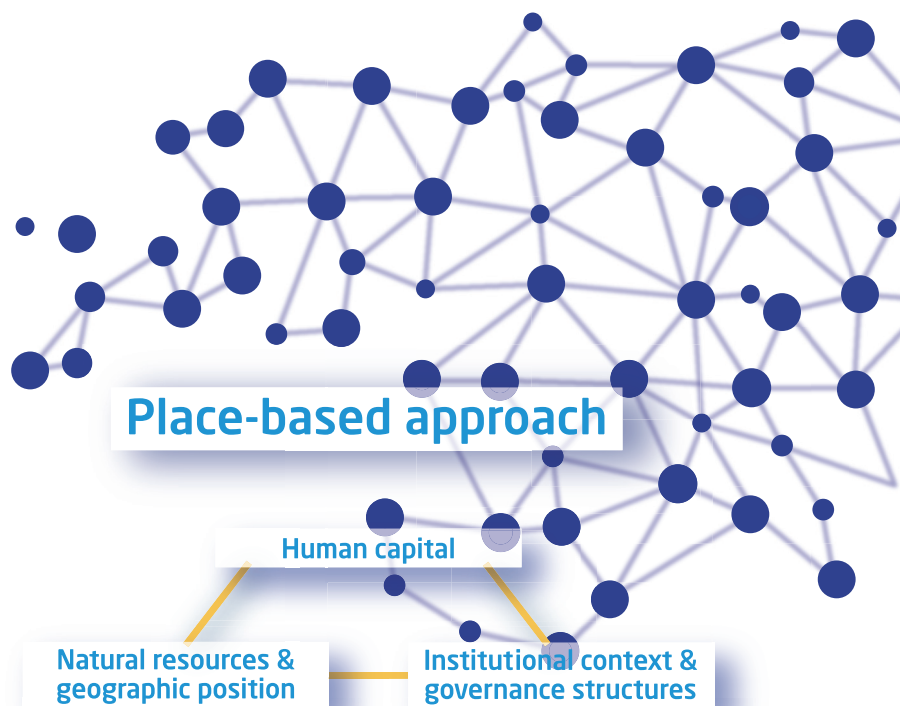 Place-based approach
Human capital
Natural resources &
geographic position
Institutional context &
governance structures